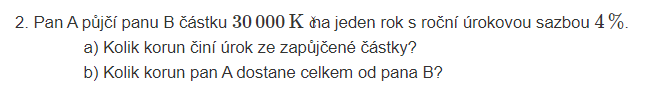 2. Pan A půjčí panu B částku 30 000 Kč na jeden rok s roční úrokovou sazbou 4 %.
a) Kolik korun činí úrok ze zapůjčené částky?
b) Kolik korun pan A dostane celkem od pana B?